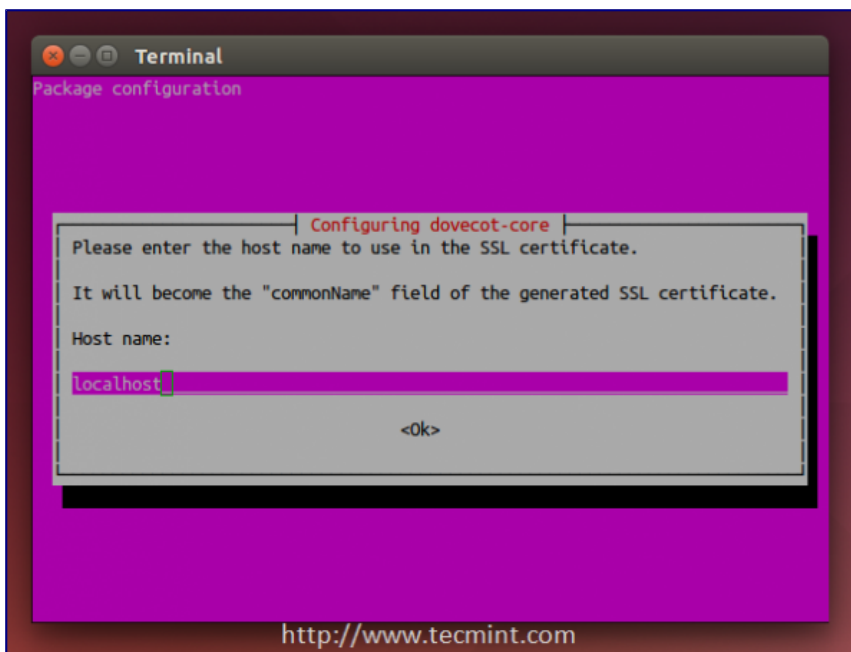 Terminal
Package configuration
Configuring dovecot-core
Please enter the host name to use in the SSL certificate.
It will become the "commonName" field of the generated SSL certificate.
Host name:
localhost
<Ok>
http://www.tecmint.com